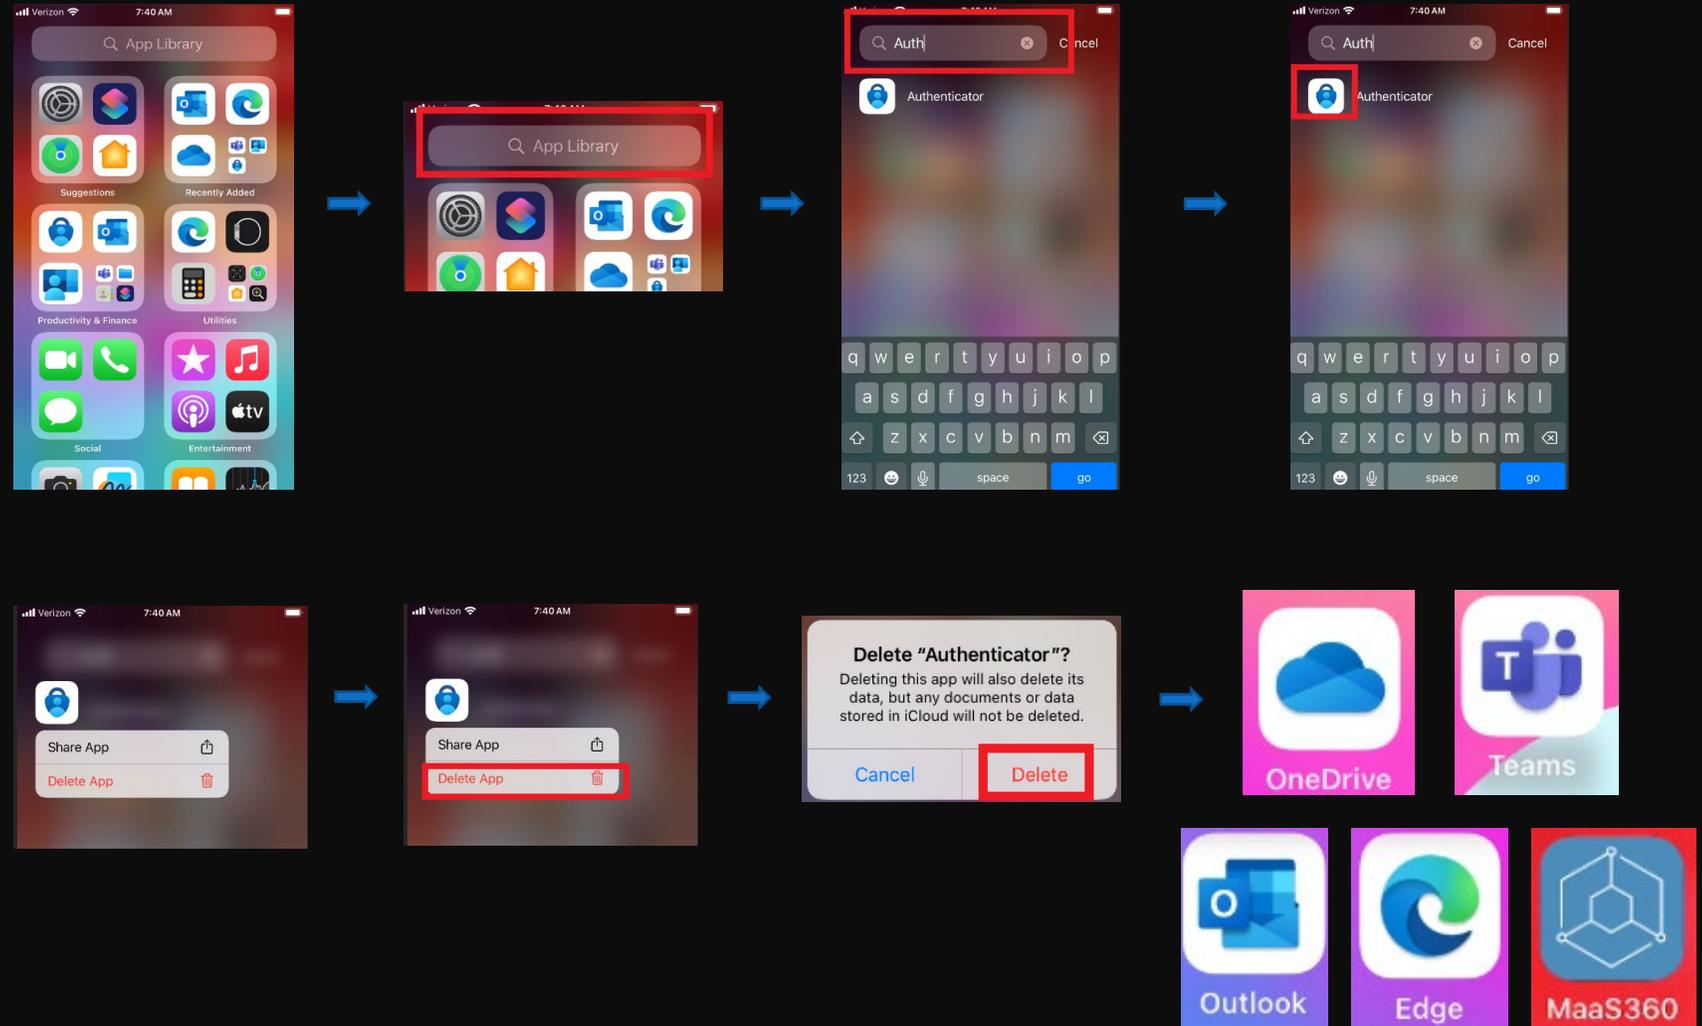 Verizon 7:40 AM
App Library
Suggestions
Recently Added
Productivity & Finance
Utilities
tv
Social
Entertainment
App Library
Auth
Cancel
Authenticator
q w e r t y u i o p
a s d f g h j k l
z x c v b n m
123 space go
Verizon 7:40 AM
Auth
Cancel
Authenticator
q w e r t y u i o p
a s d f g h j k l
z x c v b n m
123 space go
Verizon 7:40 AM
Share App
Delete App
Verizon 7:40 AM
Share App
Delete App
Delete “Authenticator”?
Deleting this app will also delete its
data, but any documents or data
stored in iCloud will not be deleted.
Cancel Delete
OneDrive
T
Teams
O
Outlook
Edge
MaaS360